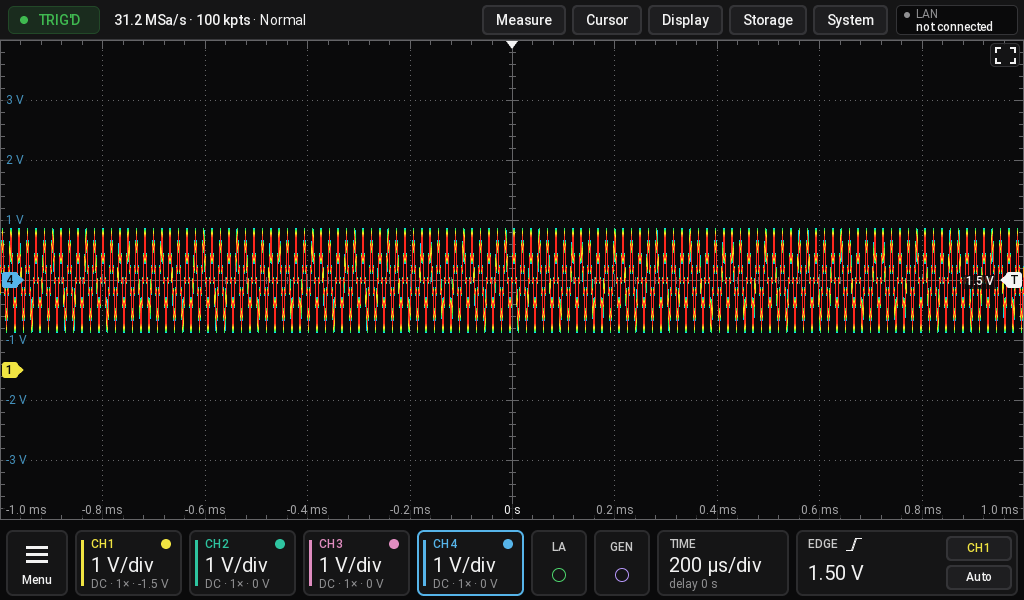 TRIG'D
31.2 MSa/s · 100 kpts · Normal
Measure
Cursor
Display
Storage
System
LAN
not connected
3 V
2 V
1 V
4
1.5 V
T
-1 V
1
-2 V
-3 V
-1.0 ms
-0.8 ms
-0.6 ms
-0.4 ms
-0.2 ms
0 s
0.2 ms
0.4 ms
0.6 ms
0.8 ms
1.0 ms
Menu
CH1
1 V/div
DC · 1× · -1.5 V
CH2
1 V/div
DC · 1× · 0 V
CH3
1 V/div
DC · 1× · 0 V
CH4
1 V/div
DC · 1× · 0 V
LA
GEN
TIME
200 µs/div
delay 0 s
EDGE
1.50 V
CH1
Auto